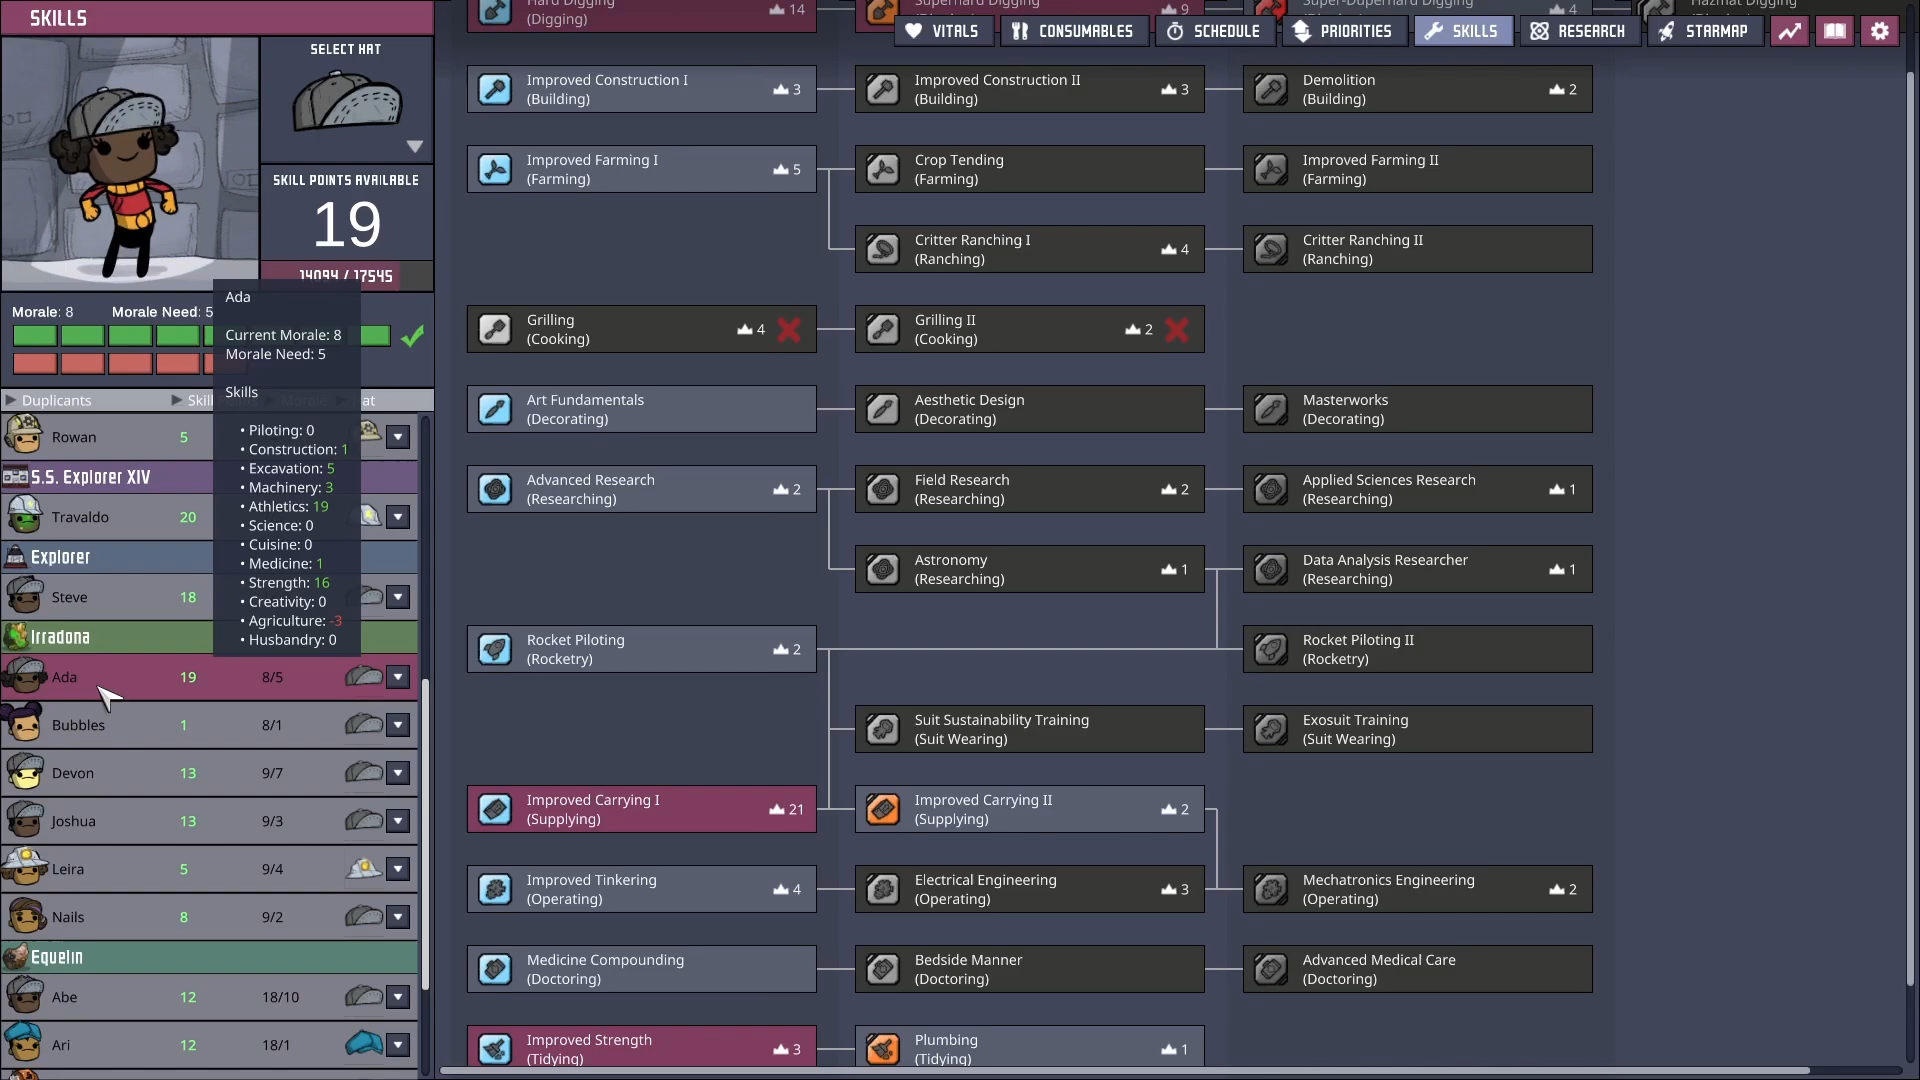 SKILLS
SELECT HAT
SKILL POINTS AVAILABLE
19
14094 / 17545
Morale: 8 Morale Need: 5
Ada
Current Morale: 8
Morale Need: 5
Skills
• Piloting: 0
• Construction: 1
• Excavation: 5
• Machinery: 3
• Athletics: 19
• Science: 0
• Cuisine: 0
• Medicine: 1
• Strength: 16
• Creativity: 0
• Agriculture: -3
• Husbandry: 0
Duplicants
Rowan 5
S.S. Explorer XIV
Travaldo 20
Explorer
Steve 18
Irradona
Ada 19 8/5
Bubbles 1 8/1
Devon 13 9/7
Joshua 13 9/3
Leira 5 9/4
Nails 8 9/2
Equelin
Abe 12 18/10
Ari 12 18/1
VITALS CONSUMABLES SCHEDULE PRIORITIES SKILLS RESEARCH STARMAP
Hard Digging
(Digging) 14
Superhard Digging
9
Super-Duperhard Digging
4
Hazmat Digging
Improved Construction I
(Building) 3
Improved Construction II
(Building) 3
Demolition
(Building) 2
Improved Farming I
(Farming) 5
Crop Tending
(Farming)
Improved Farming II
(Farming)
Critter Ranching I
(Ranching) 4
Critter Ranching II
(Ranching)
Grilling
(Cooking) 4
Grilling II
(Cooking) 2
Art Fundamentals
(Decorating)
Aesthetic Design
(Decorating)
Masterworks
(Decorating)
Advanced Research
(Researching) 2
Field Research
(Researching) 2
Applied Sciences Research
(Researching) 1
Astronomy
(Researching) 1
Data Analysis Researcher
(Researching) 1
Rocket Piloting
(Rocketry) 2
Rocket Piloting II
(Rocketry)
Suit Sustainability Training
(Suit Wearing)
Exosuit Training
(Suit Wearing)
Improved Carrying I
(Supplying) 21
Improved Carrying II
(Supplying) 2
Improved Tinkering
(Operating) 4
Electrical Engineering
(Operating) 3
Mechatronics Engineering
(Operating) 2
Medicine Compounding
(Doctoring)
Bedside Manner
(Doctoring)
Advanced Medical Care
(Doctoring)
Improved Strength
(Tidying) 3
Plumbing
(Tidying) 1